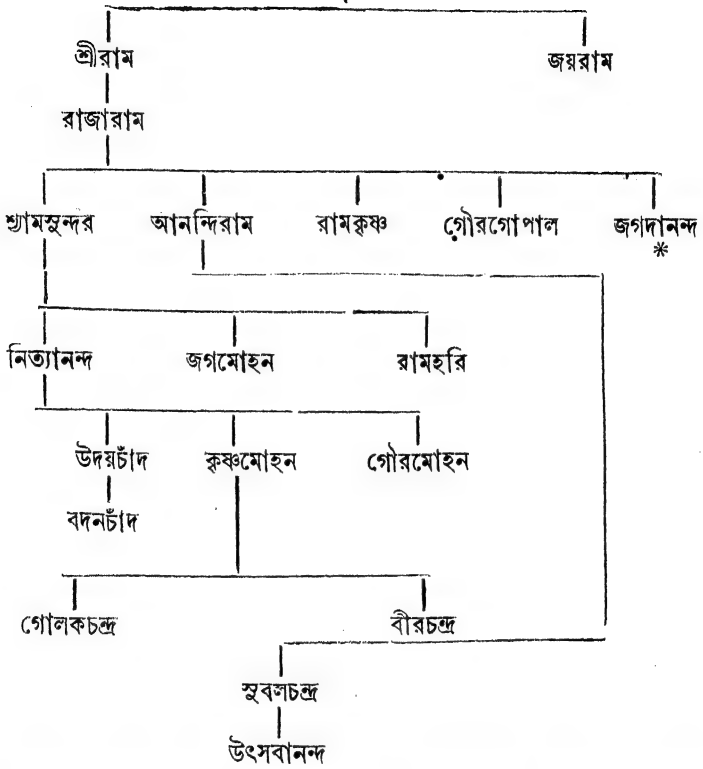 শ্রীরাম জয়রাম
রাজারাম
শ্যামসুন্দর আনন্দিরাম রামকৃষ্ণ গৌরগোপাল জগদানন্দ
*
নিত্যানন্দ জগমোহন রামহরি
উদয়চাঁদ কৃষ্ণমোহন গৌরমোহন
বদনচাঁদ
গোলকচন্দ্র বীরচন্দ্র
সুবলচন্দ্র
উৎসবানন্দ